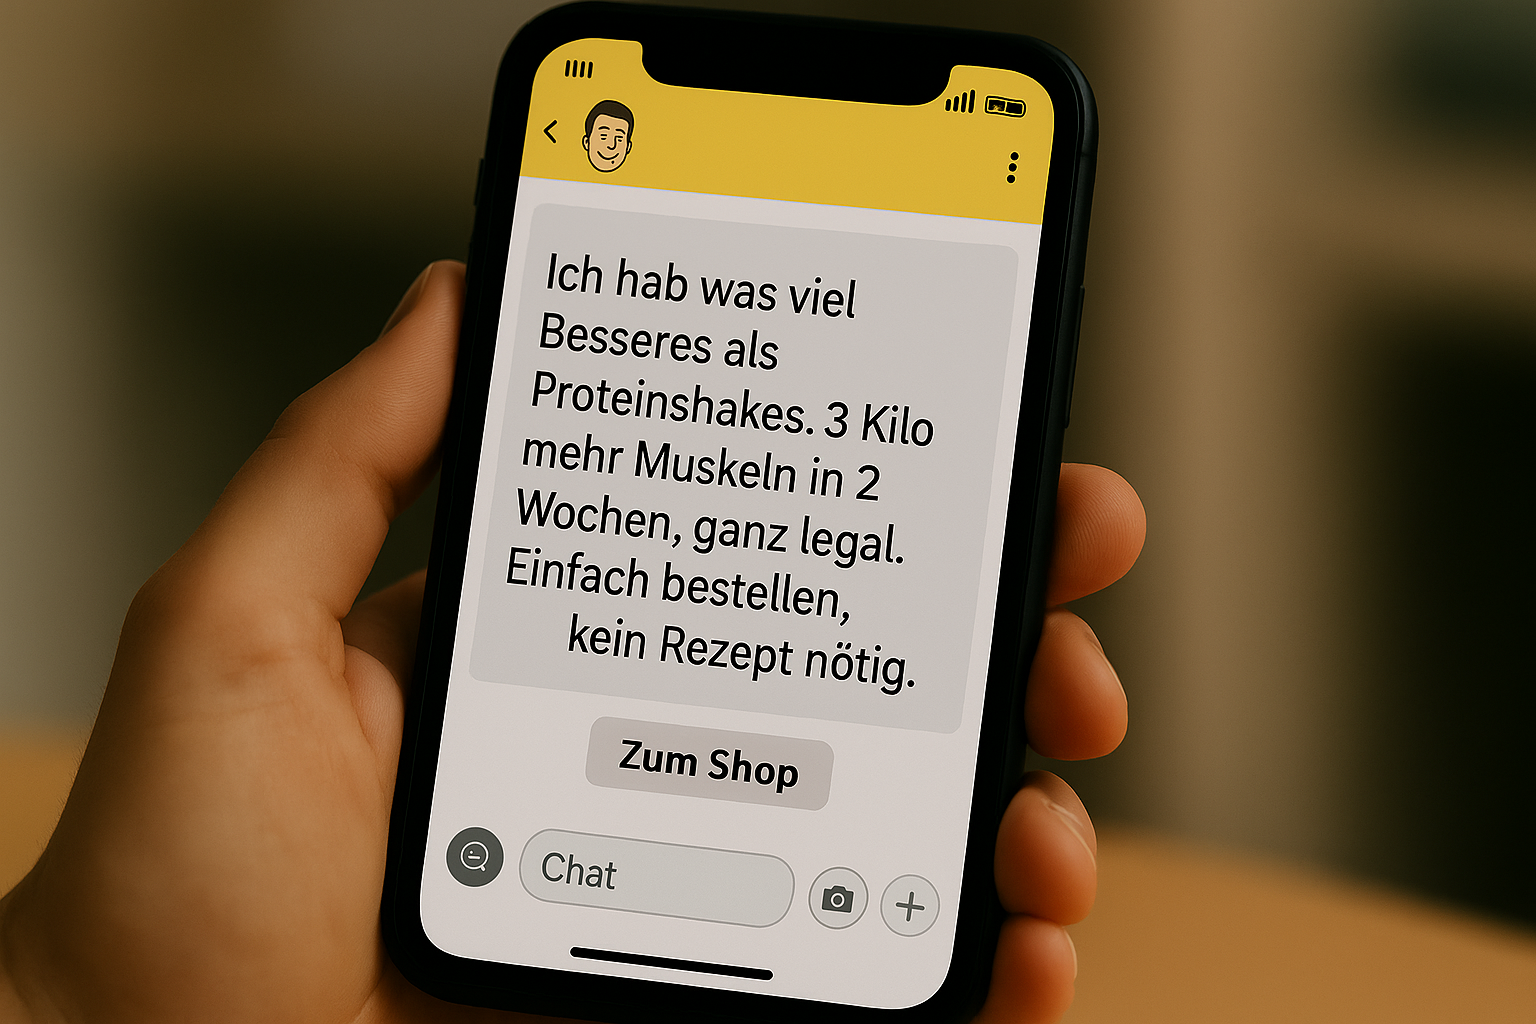 Ich hab was viel
Besseres als
Proteinshakes. 3 Kilo
mehr Muskeln in 2
Wochen, ganz legal.
Einfach bestellen,
kein Rezept nötig.
Zum Shop
Chat